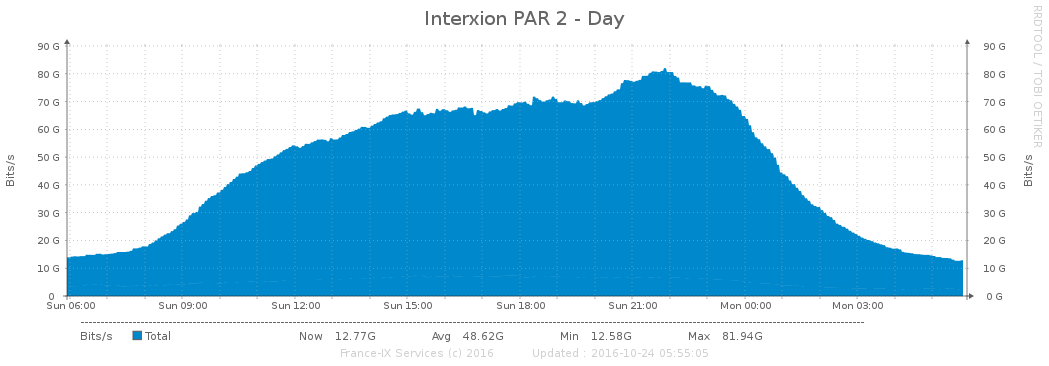 Interxion PAR 2 - Day
RRDTOOL / TOBI OETIKER
Bits/s
90 G 90 G
80 G 80 G
70 G 70 G
60 G 60 G
50 G 50 G
40 G 40 G
30 G 30 G
20 G 20 G
10 G 10 G
0 0 G
Bits/s
Sun 06:00 Sun 09:00 Sun 12:00 Sun 15:00 Sun 18:00 Sun 21:00 Mon 00:00 Mon 03:00
Bits/s Total Now 12.77G Avg 48.62G Min 12.58G Max 81.94G
France-IX Services (c) 2016 Updated : 2016-10-24 05:55:05